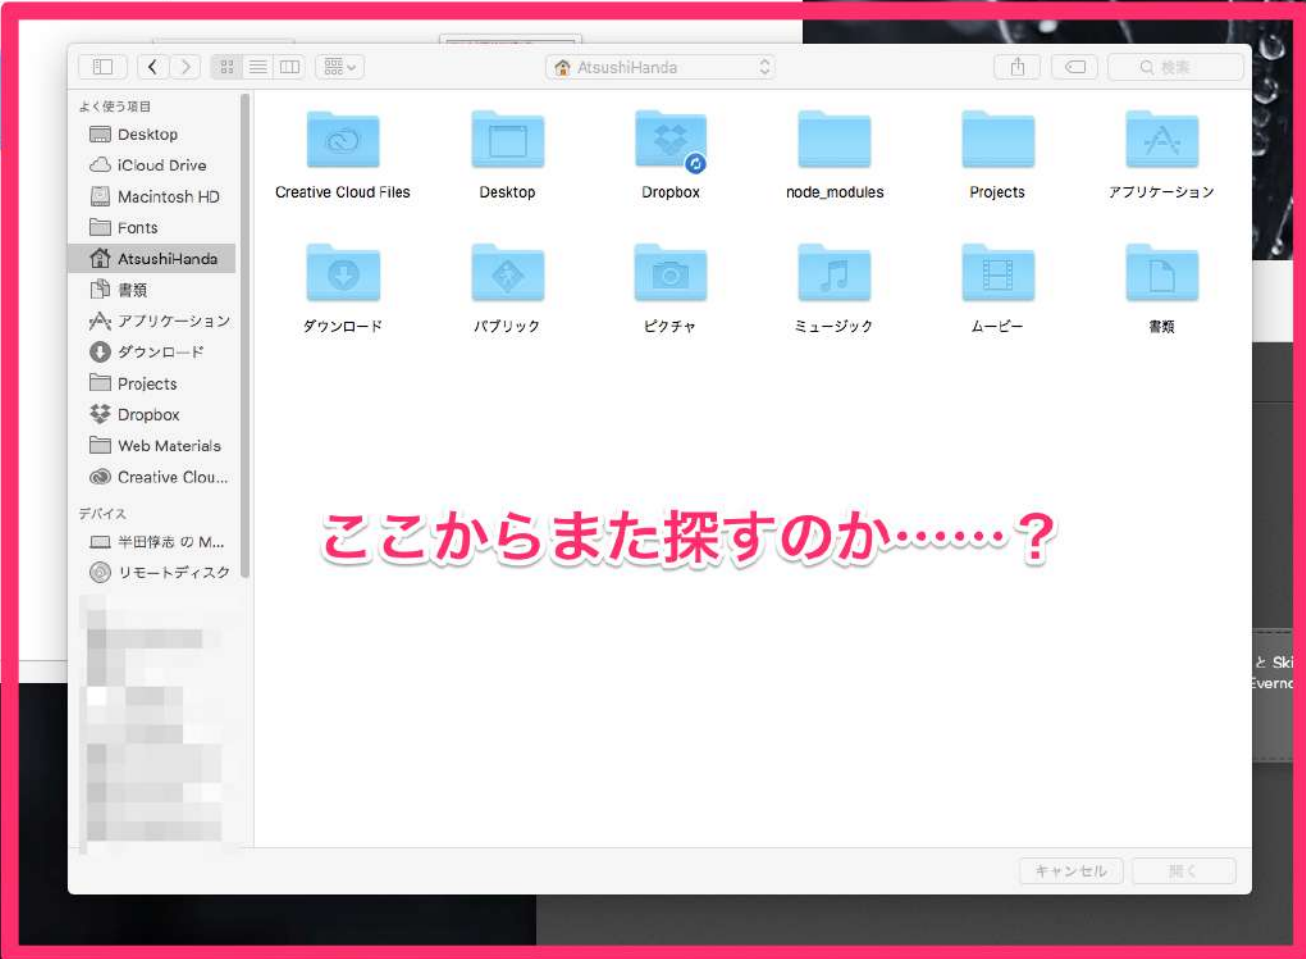 AtsushiHanda
検索
よく使う項目
Desktop
iCloud Drive
Macintosh HD
Fonts
AtsushiHanda
書類
アプリケーション
ダウンロード
Projects
Dropbox
Web Materials
Creative Clou...
デバイス
半田惇志 の M...
リモートディスク
Creative Cloud Files
Desktop
Dropbox
node_modules
Projects
アプリケーション
ダウンロード
パブリック
ピクチャ
ミュージック
ムービー
書類
ここからまた探すのか……？
と Ski
Everno
キャンセル
開く